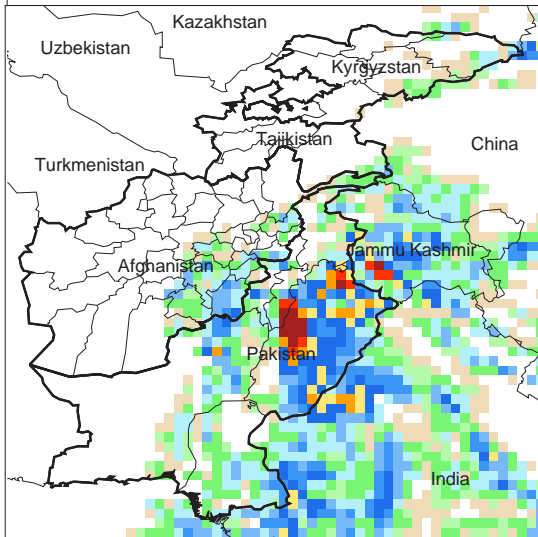 Kazakhstan
Uzbekistan
Kyrgyzstan
Tajikistan
China
Turkmenistan
Jammu Kashmir
Afghanistan
Pakistan
India